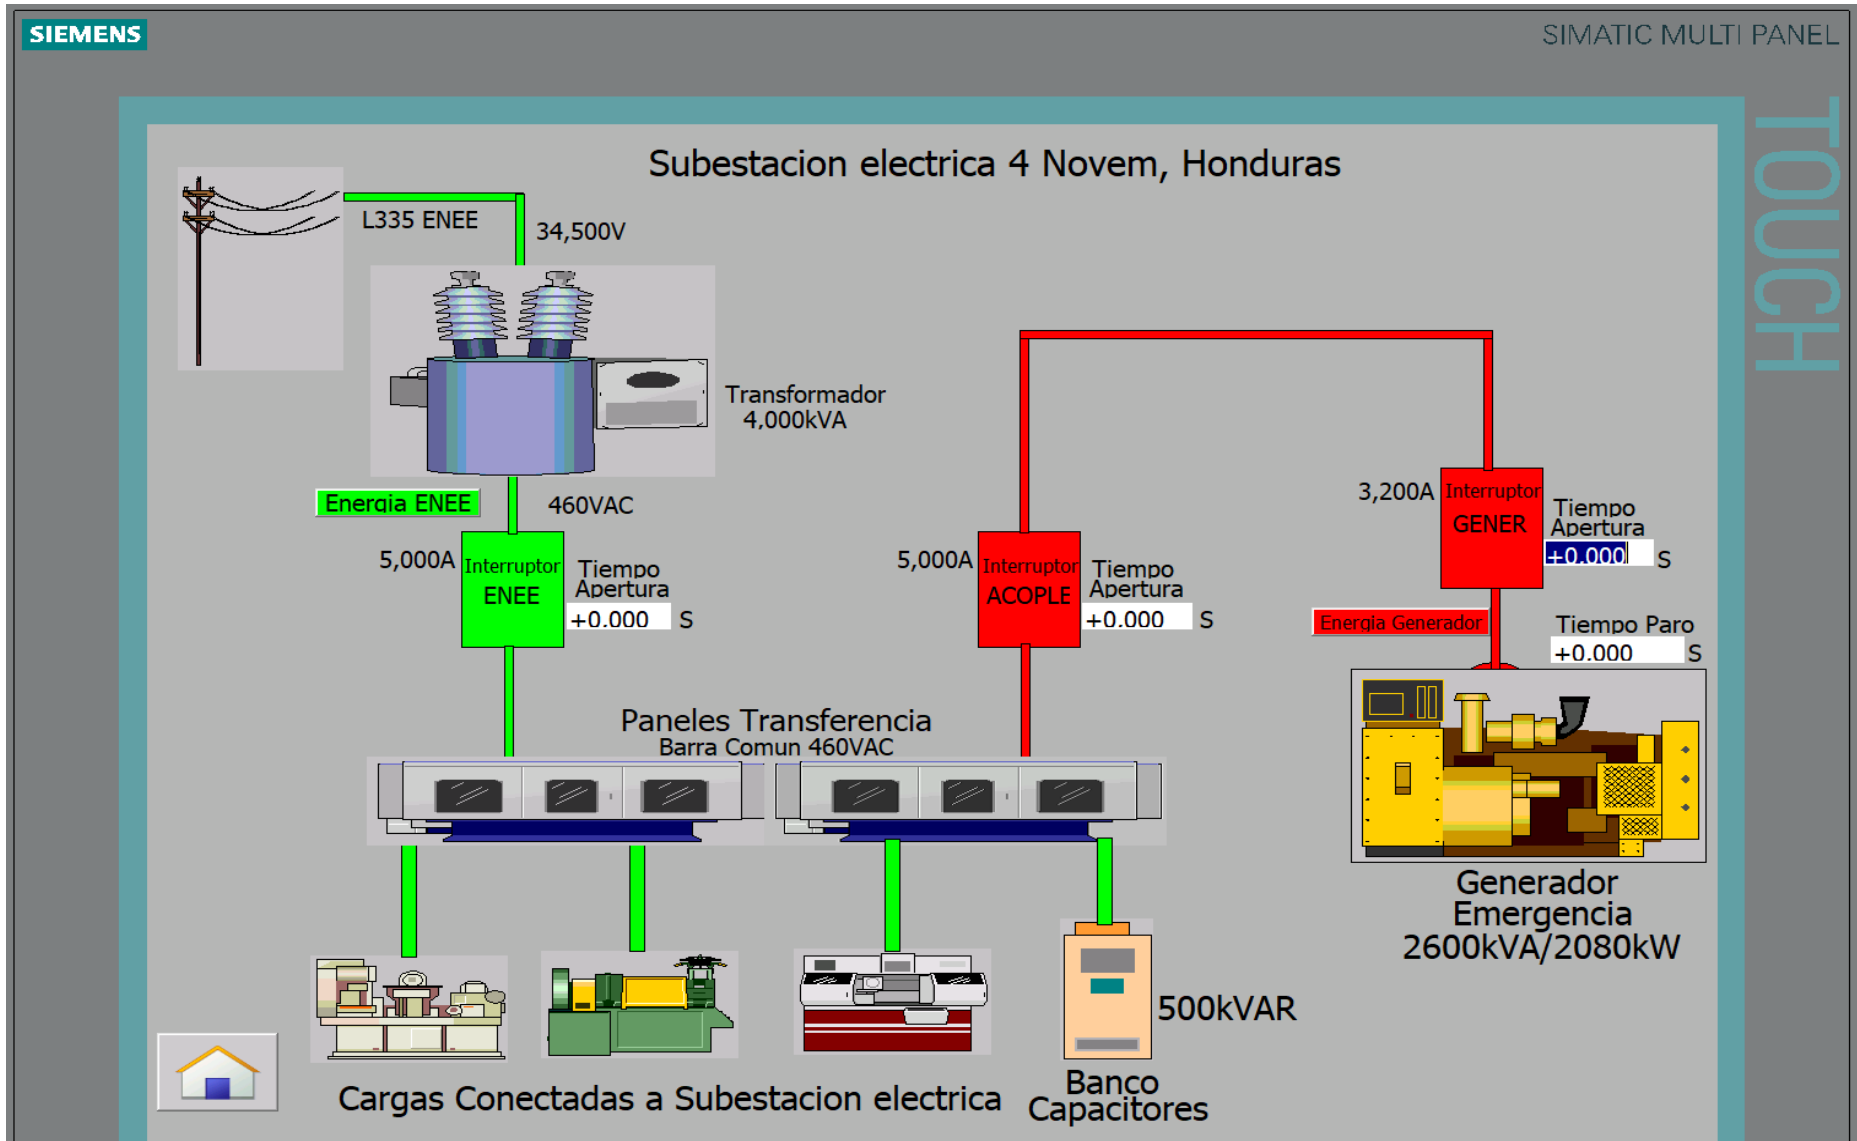 SIEMENS
SIMATIC MULTI PANEL
TOUCH
Subestacion electrica 4 Novem, Honduras
L335 ENEE
34,500V
Transformador
4,000kVA
Energia ENEE
460VAC
5,000A
Interruptor
ENEE
Tiempo
Apertura
+0.000 S
5,000A
Interruptor
ACOPLE
Tiempo
Apertura
+0.000 S
3,200A
Interruptor
GENER
Tiempo
Apertura
+0.000 S
Energia Generador
Tiempo Paro
+0.000 S
Paneles Transferencia
Barra Comun 460VAC
Generador
Emergencia
2600kVA/2080kW
500kVAR
Banco
Capacitores
Cargas Conectadas a Subestacion electrica